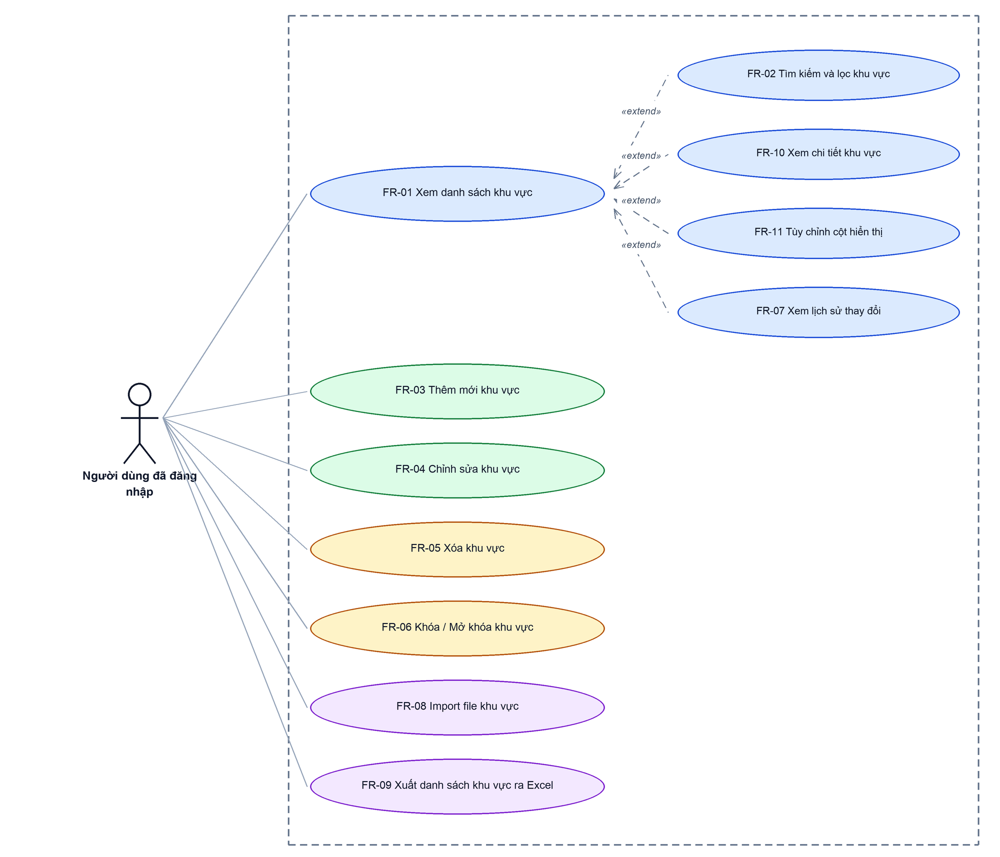 FR-02 Tìm kiếm và lọc khu vực
«extend»
FR-10 Xem chi tiết khu vực
«extend»
FR-01 Xem danh sách khu vực
«extend»
FR-11 Tùy chỉnh cột hiển thị
«extend»
FR-07 Xem lịch sử thay đổi
FR-03 Thêm mới khu vực
Người dùng đã đăng
nhập
FR-04 Chỉnh sửa khu vực
FR-05 Xóa khu vực
FR-06 Khóa / Mở khóa khu vực
FR-08 Import file khu vực
FR-09 Xuất danh sách khu vực ra Excel